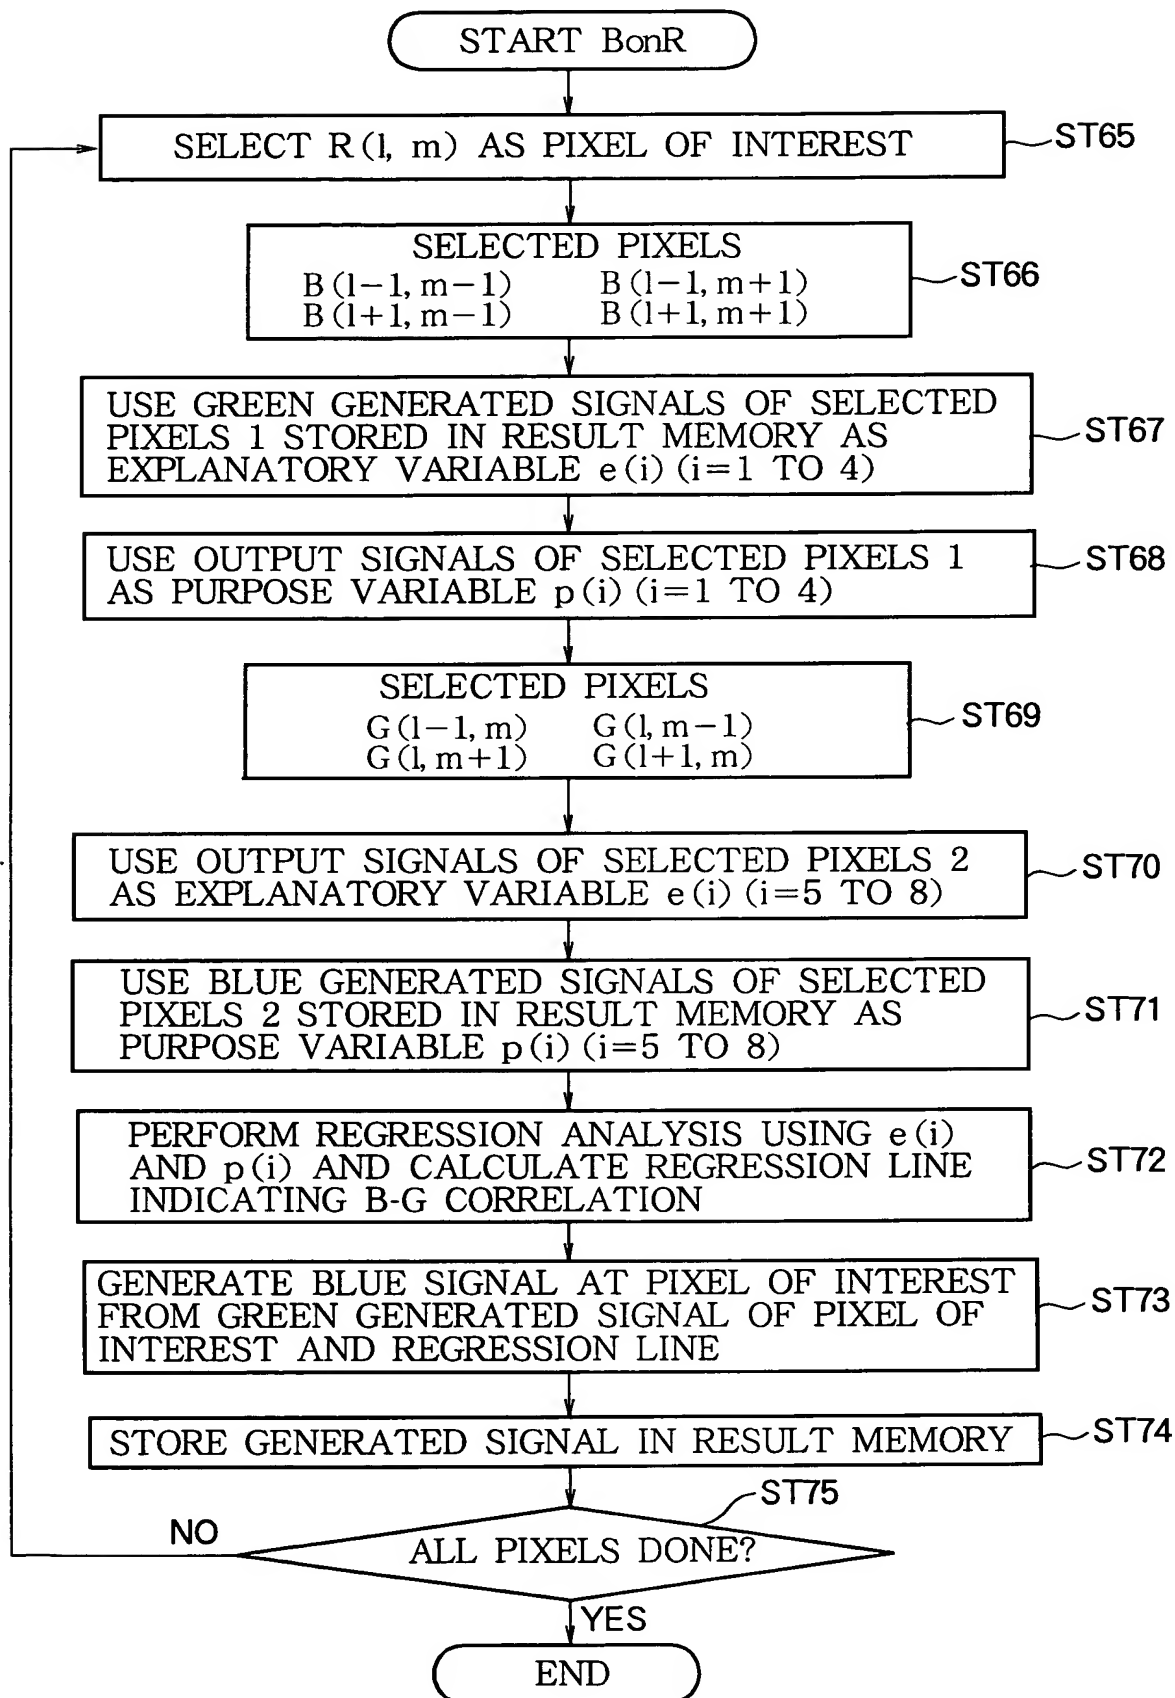 START BonR
SELECT R(l, m) AS PIXEL OF INTEREST
ST65
SELECTED PIXELS
B(l-1, m-1) B(l-1, m+1)
B(l+1, m-1) B(l+1, m+1)
ST66
USE GREEN GENERATED SIGNALS OF SELECTED
PIXELS 1 STORED IN RESULT MEMORY AS
EXPLANATORY VARIABLE e(i) (i=1 TO 4)
ST67
USE OUTPUT SIGNALS OF SELECTED PIXELS 1
AS PURPOSE VARIABLE p(i) (i=1 TO 4)
ST68
SELECTED PIXELS
G(l-1, m) G(l, m-1)
G(l, m+1) G(l+1, m)
ST69
USE OUTPUT SIGNALS OF SELECTED PIXELS 2
AS EXPLANATORY VARIABLE e(i) (i=5 TO 8)
ST70
USE BLUE GENERATED SIGNALS OF SELECTED
PIXELS 2 STORED IN RESULT MEMORY AS
PURPOSE VARIABLE p(i) (i=5 TO 8)
ST71
PERFORM REGRESSION ANALYSIS USING e(i)
AND p(i) AND CALCULATE REGRESSION LINE
INDICATING B-G CORRELATION
ST72
GENERATE BLUE SIGNAL AT PIXEL OF INTEREST
FROM GREEN GENERATED SIGNAL OF PIXEL OF
INTEREST AND REGRESSION LINE
ST73
STORE GENERATED SIGNAL IN RESULT MEMORY
ST74
ST75
NO
ALL PIXELS DONE?
YES
END